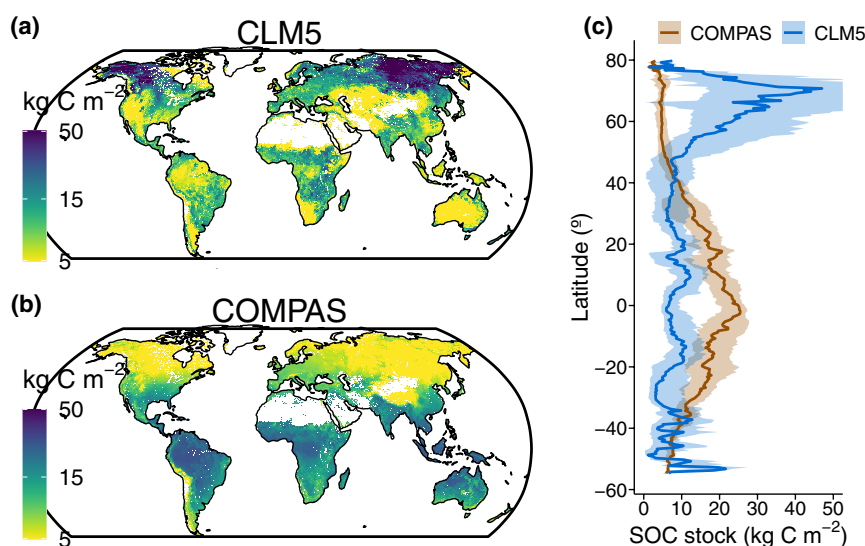 (a)
CLM5
kg C m⁻²
50
15
5
(b)
COMPAS
kg C m⁻²
50
15
5
(c)
COMPAS
CLM5
80
60
40
20
0
−20
−40
−60
Latitude (º)
0 10 20 30 40 50
SOC stock (kg C m⁻²)